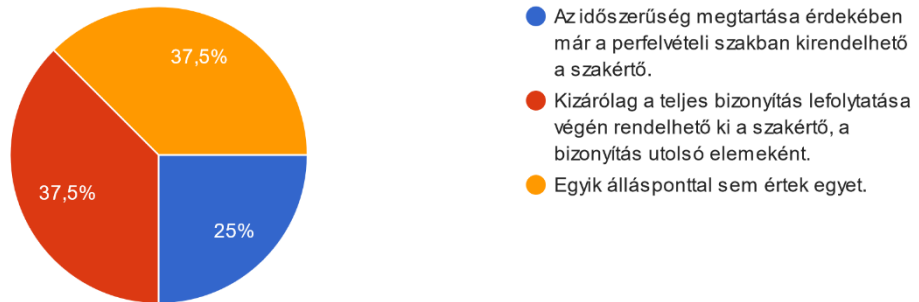 37,5%
37,5%
25%
Az időszerűség megtartása érdekében
már a perfelvételi szakban kirendelhető
a szakértő.
Kizárólag a teljes bizonyítás lefolytatása
végén rendelhető ki a szakértő, a
bizonyítás utolsó elemeként.
Egyik állásponttal sem értek egyet.